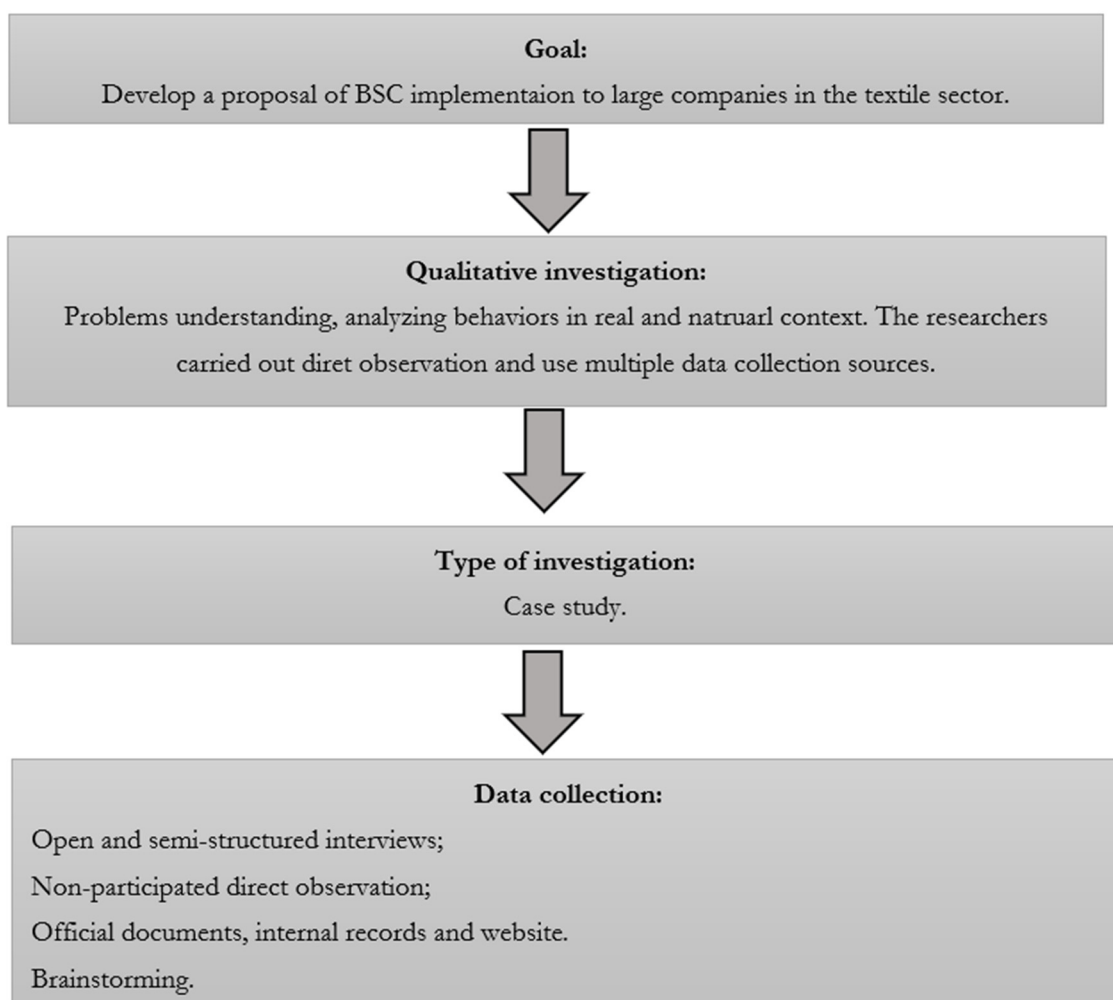 Goal:
Develop a proposal of BSC implementaion to large companies in the textile sector.
Qualitative investigation:
Problems understanding, analyzing behaviors in real and natruarl context. The researchers
carried out diret observation and use multiple data collection sources.
Type of investigation:
Case study.
Data collection:
Open and semi-structured interviews;
Non-participated direct observation;
Official documents, internal records and website.
Brainstorming.